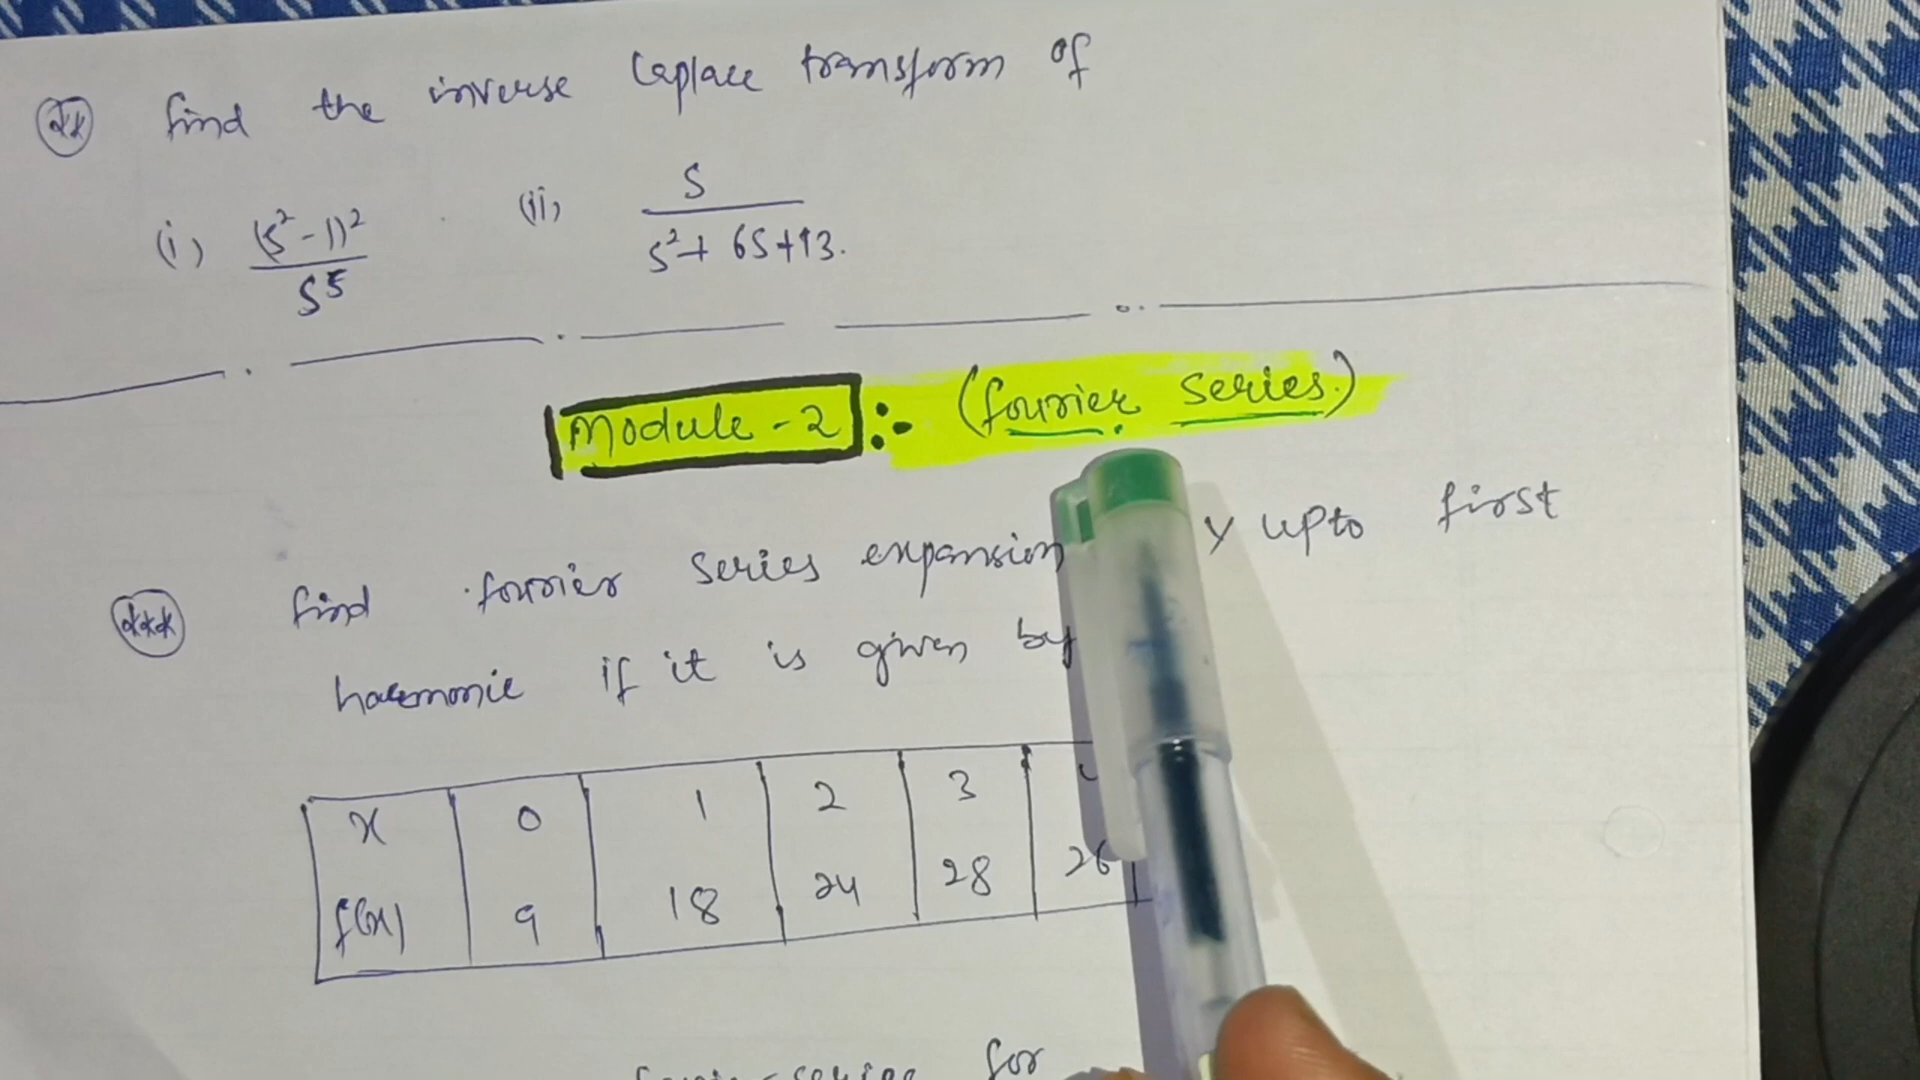 ** find the inverse Laplace transform of
(i) (s²-1)²/s⁵ (ii) s/s²+6s+13.
Module-2 : (fourier series.)
*** find fourier series expansion y upto first
harmonic if it is given by
x 0 1 2 3
f(x) 9 18 24 28 26
for